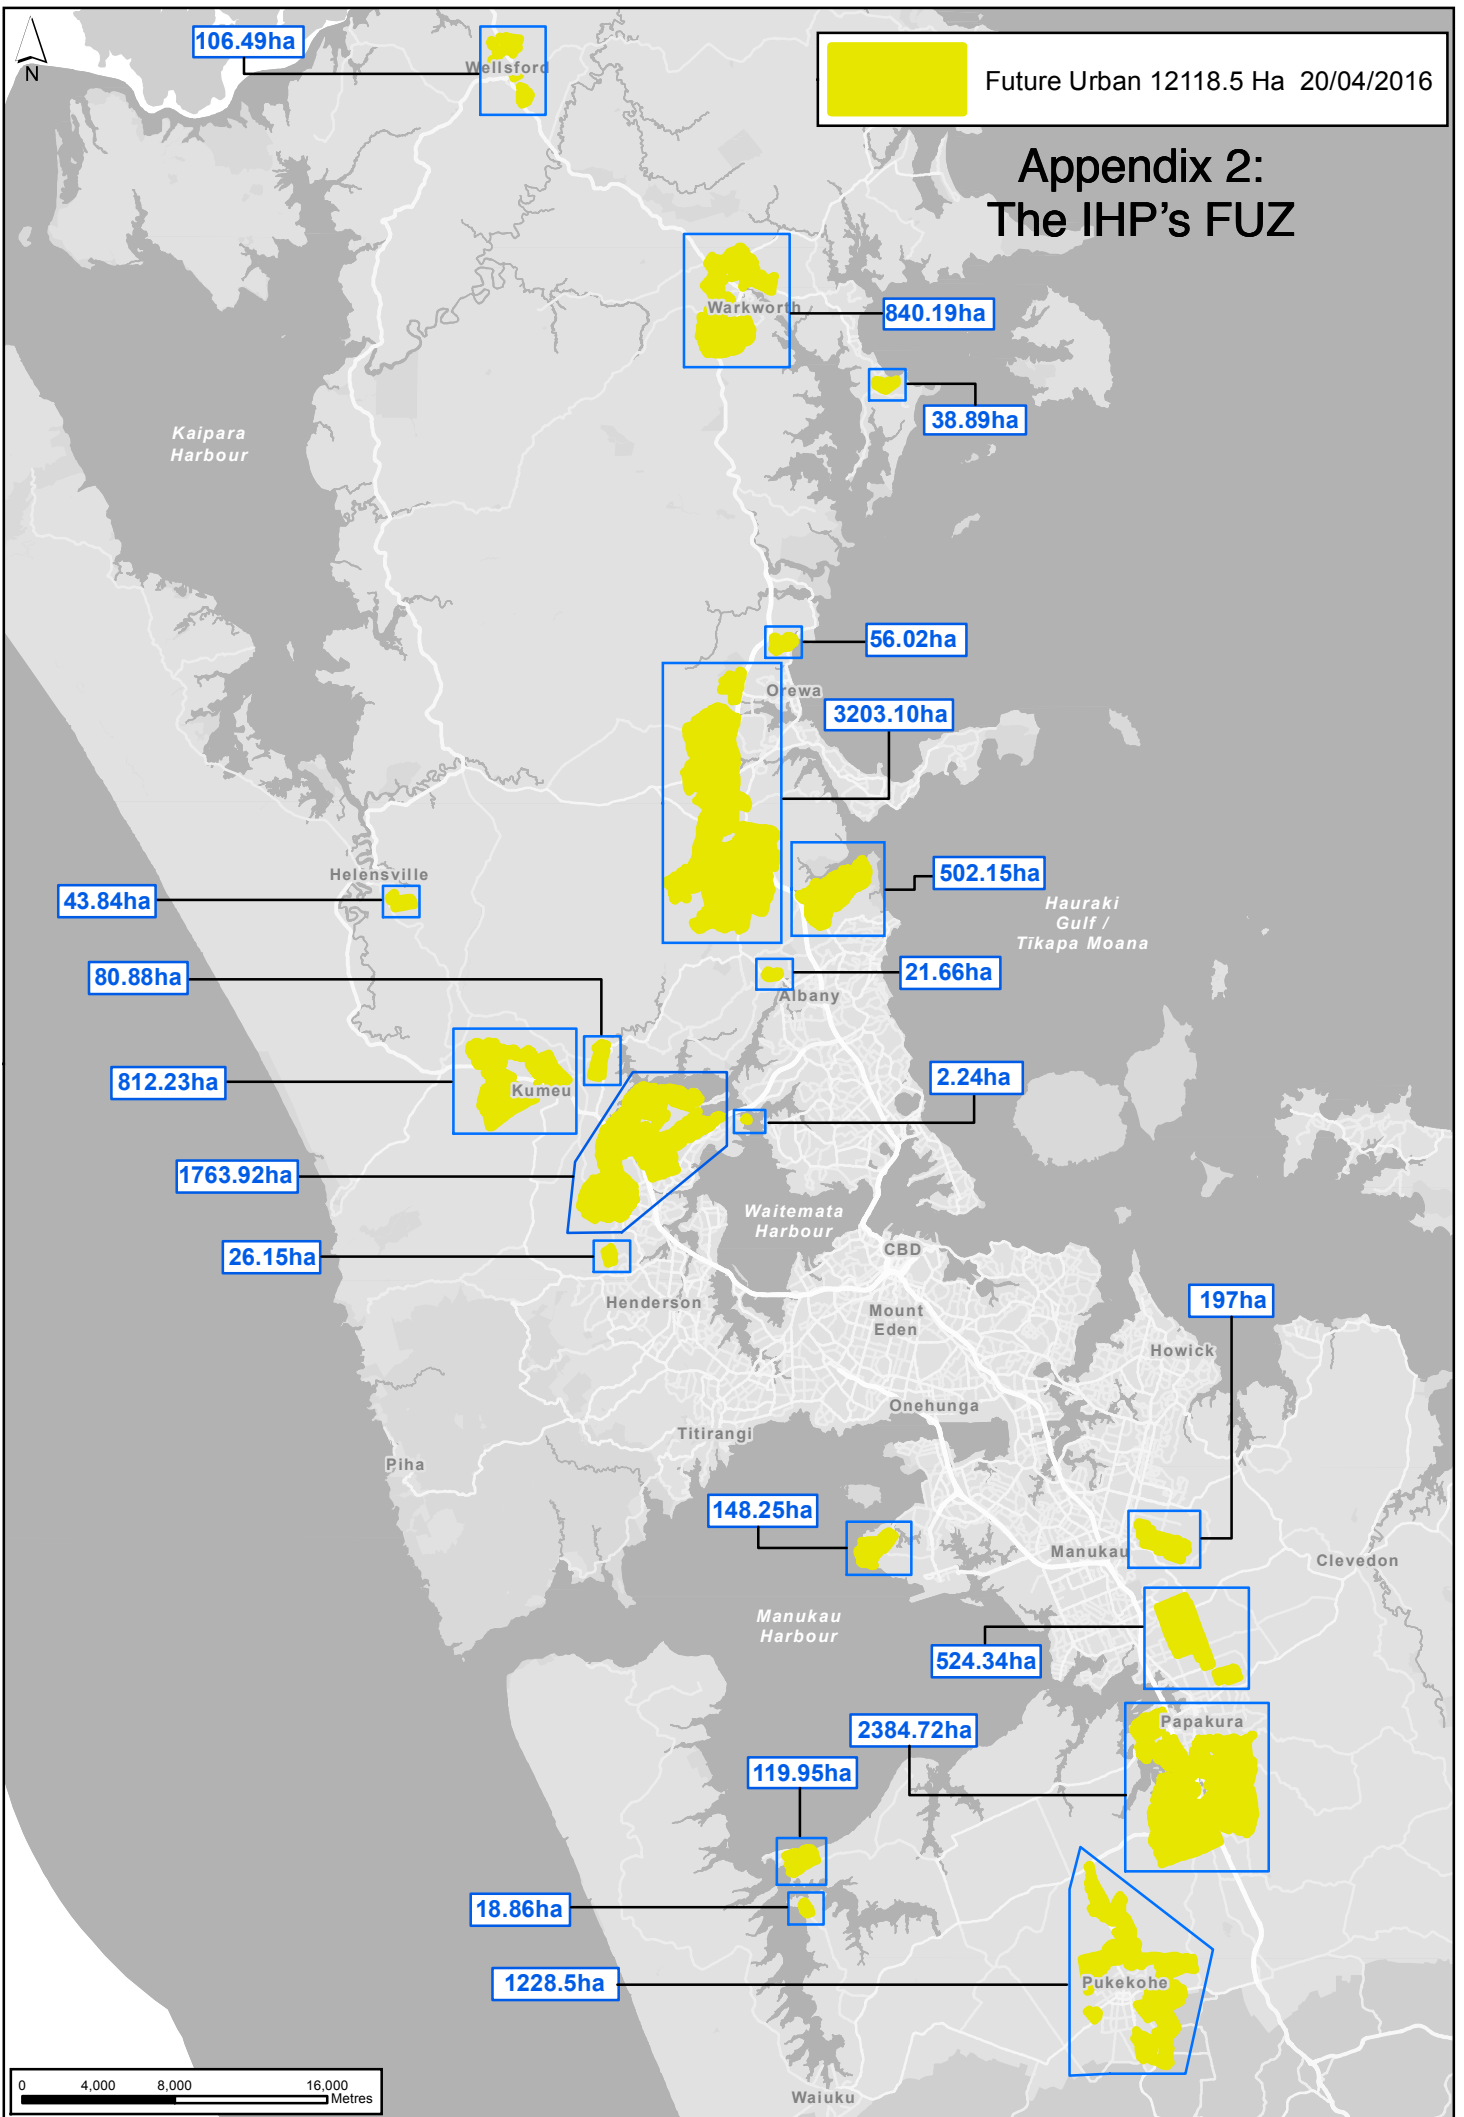 106.49ha
Wellsford
N
Future Urban 12118.5 Ha 20/04/2016
Appendix 2:
The IHP's FUZ
Warkworth
840.19ha
38.89ha
Kaipara
Harbour
56.02ha
Orewa
3203.10ha
Helensville
43.84ha
502.15ha
Hauraki
Gulf /
Tikapa Moana
80.88ha
21.66ha
Albany
812.23ha
Kumeu
2.24ha
1763.92ha
Waitemata
Harbour
26.15ha
CBD
Henderson
Mount
Eden
197ha
Howick
Onehunga
Titirangi
Piha
148.25ha
Manukau
Clevedon
Manukau
Harbour
524.34ha
Papakura
2384.72ha
119.95ha
18.86ha
1228.5ha
Pukekohe
0 4,000 8,000 16,000
Metres
Waiuku